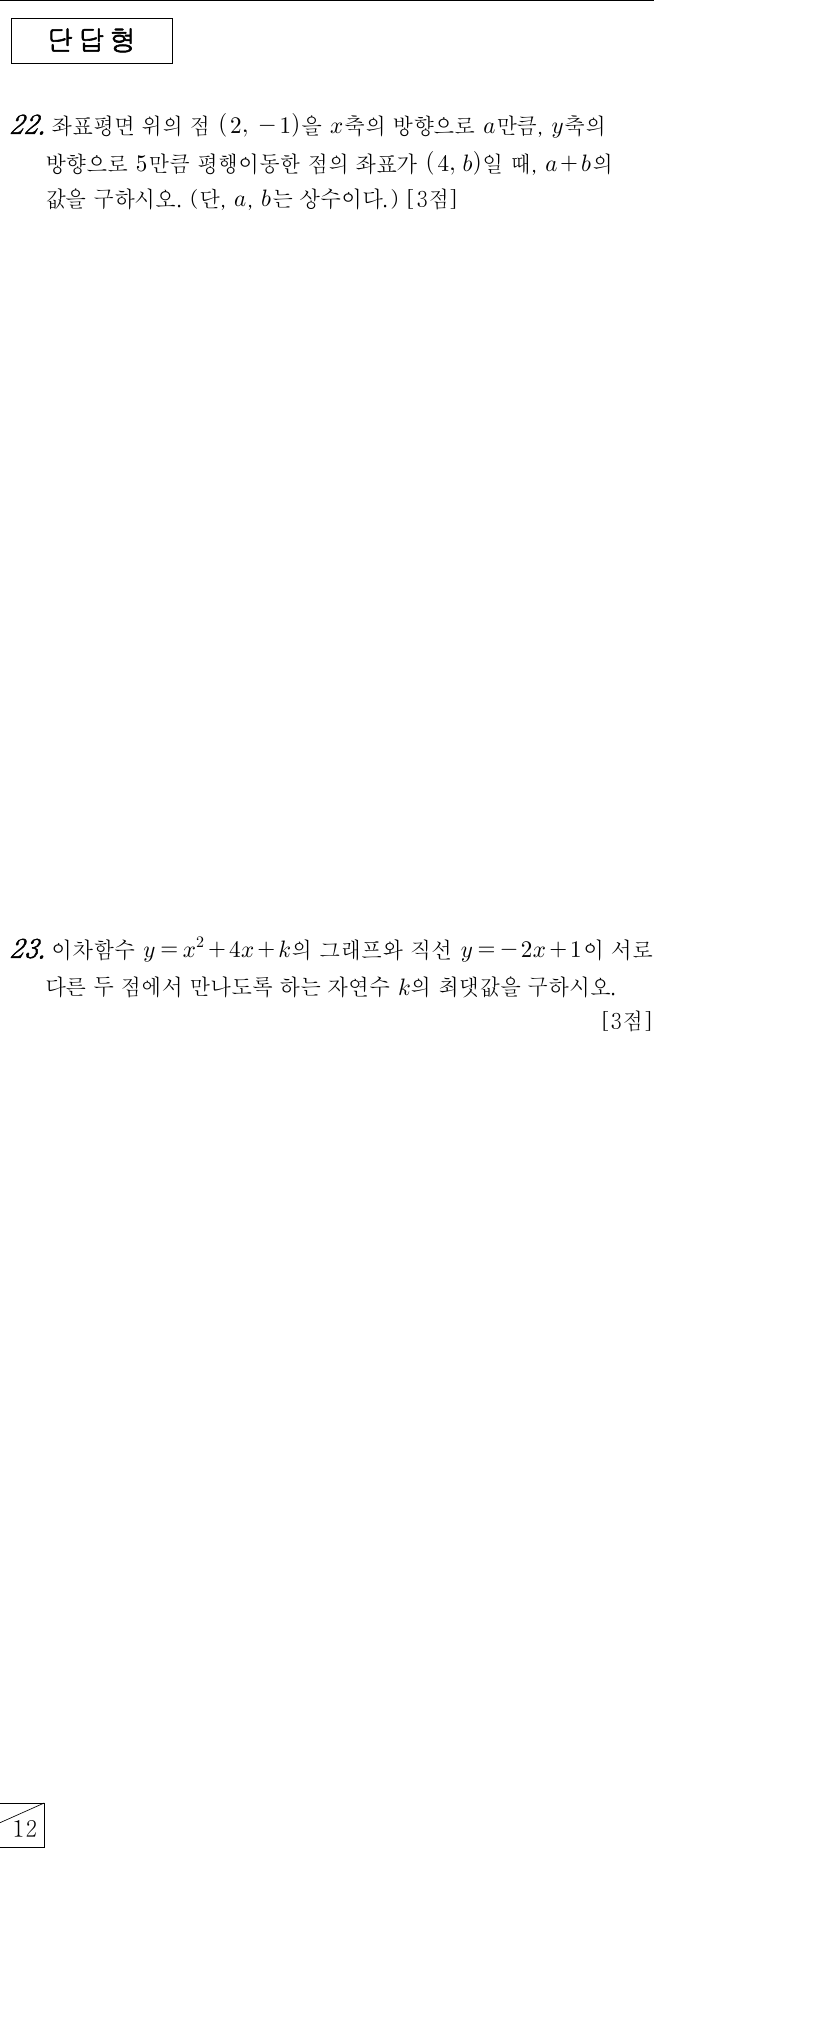 단답형
22. 좌표평면 위의 점 (2, −1)을 x축의 방향으로 a만큼, y축의
방향으로 5만큼 평행이동한 점의 좌표가 (4, b)일 때, a+b의
값을 구하시오. (단, a, b는 상수이다.) [3점]
23. 이차함수 y=x²+4x+k의 그래프와 직선 y=−2x+1이 서로
다른 두 점에서 만나도록 하는 자연수 k의 최댓값을 구하시오.
[3점]
12